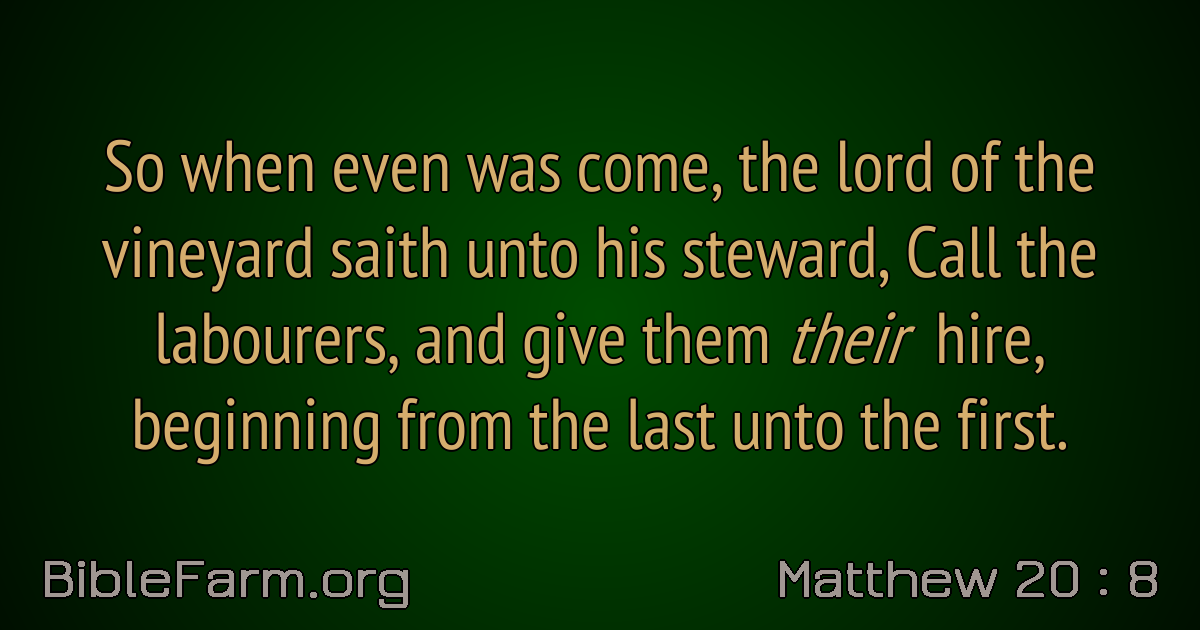 So when even was come, the lord of the
vineyard saith unto his steward, Call the
labourers, and give them their hire,
beginning from the last unto the first.
BibleFarm.org
Matthew 20 : 8